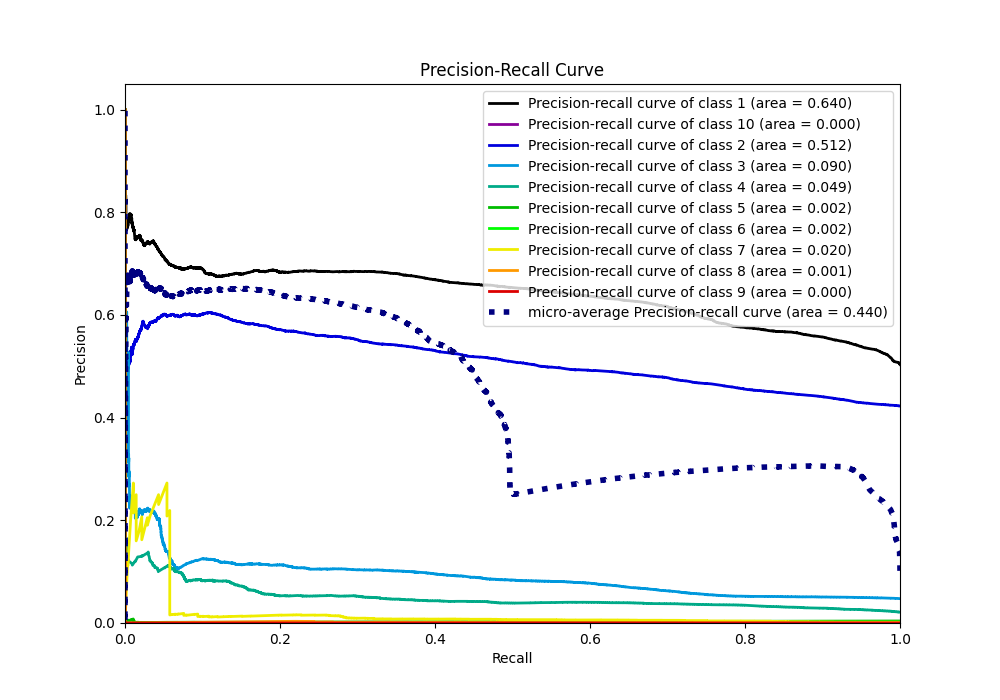 Precision-Recall Curve
1.0
0.8
0.6
0.4
0.2
0.0
Precision
Precision-recall curve of class 1 (area = 0.640)
Precision-recall curve of class 10 (area = 0.000)
Precision-recall curve of class 2 (area = 0.512)
Precision-recall curve of class 3 (area = 0.090)
Precision-recall curve of class 4 (area = 0.049)
Precision-recall curve of class 5 (area = 0.002)
Precision-recall curve of class 6 (area = 0.002)
Precision-recall curve of class 7 (area = 0.020)
Precision-recall curve of class 8 (area = 0.001)
Precision-recall curve of class 9 (area = 0.000)
micro-average Precision-recall curve (area = 0.440)
0.0 0.2 0.4 0.6 0.8 1.0
Recall